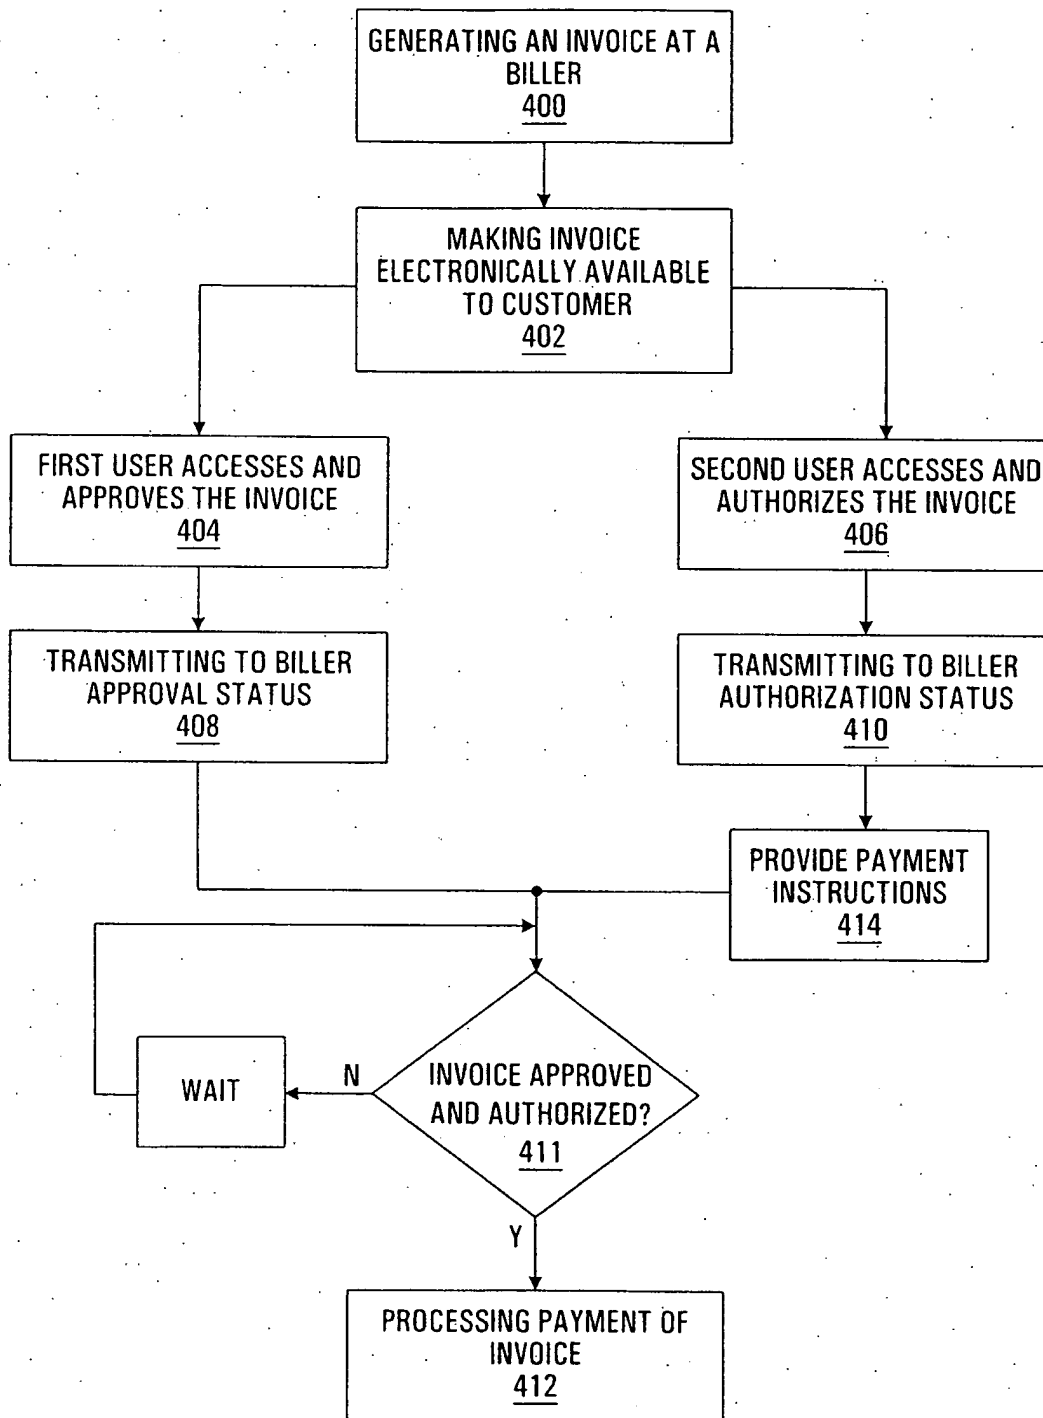 GENERATING AN INVOICE AT A
BILLER
400
MAKING INVOICE
ELECTRONICALLY AVAILABLE
TO CUSTOMER
402
FIRST USER ACCESSES AND
APPROVES THE INVOICE
404
SECOND USER ACCESSES AND
AUTHORIZES THE INVOICE
406
TRANSMITTING TO BILLER
APPROVAL STATUS
408
TRANSMITTING TO BILLER
AUTHORIZATION STATUS
410
PROVIDE PAYMENT
INSTRUCTIONS
414
WAIT
N
INVOICE APPROVED
AND AUTHORIZED?
411
Y
PROCESSING PAYMENT OF
INVOICE
412